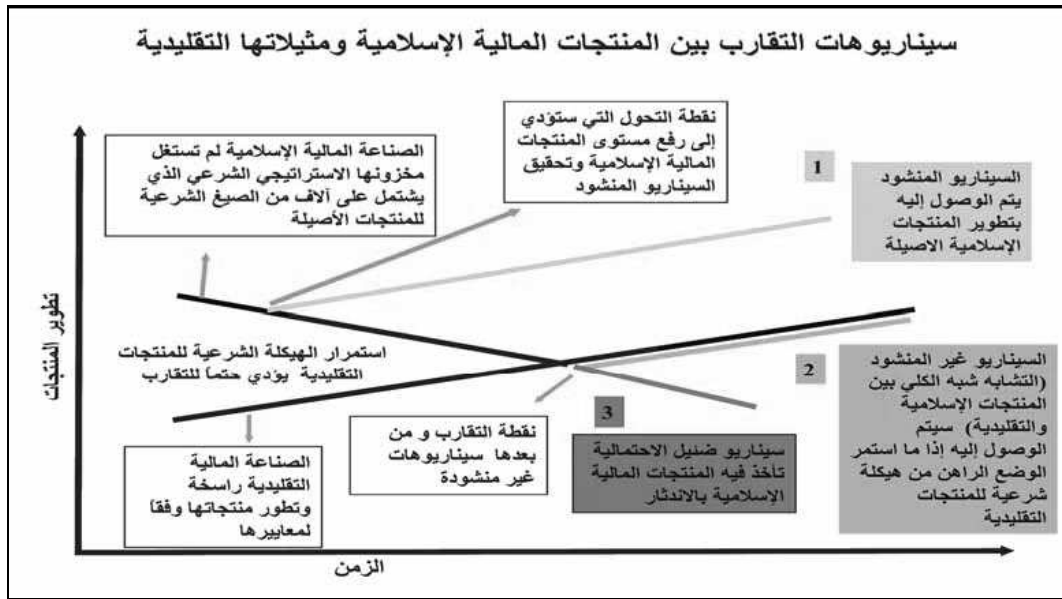 سيناريوهات التقارب بين المنتجات المالية الإسلامية ومثيلاتها التقليدية
نقطة التحول التي ستؤدي
إلى رفع مستوى المنتجات
المالية الإسلامية وتحقيق
السيناريو المنشود
الصناعة المالية الإسلامية لم تستغل
مخزونها الاستراتيجي الشرعي الذي
يشتمل على آلاف من الصيغ الشرعية
للمنتجات الأصيلة
1
السيناريو المنشود
يتم الوصول إليه
بتطوير المنتجات
الإسلامية الاصيلة
تطوير المنتجات
استمرار الهيكلة الشرعية للمنتجات
التقليدية يؤدي حتماً للتقارب
2
السيناريو غير المنشود
(التشابه شبه الكلي بين
المنتجات الإسلامية
والتقليدية) سيتم
الوصول إليه إذا ما استمر
الوضع الراهن من هيكلة
شرعية للمنتجات
التقليدية
3
سيناريو ضئيل الاحتمالية
تأخذ فيه المنتجات المالية
الإسلامية بالاندثار
نقطة التقارب و من
بعدها سيناريوهات
غير منشودة
الصناعة المالية
التقليدية راسخة
وتطور منتجاتها وفقاً
لمعاييرها
الزمن